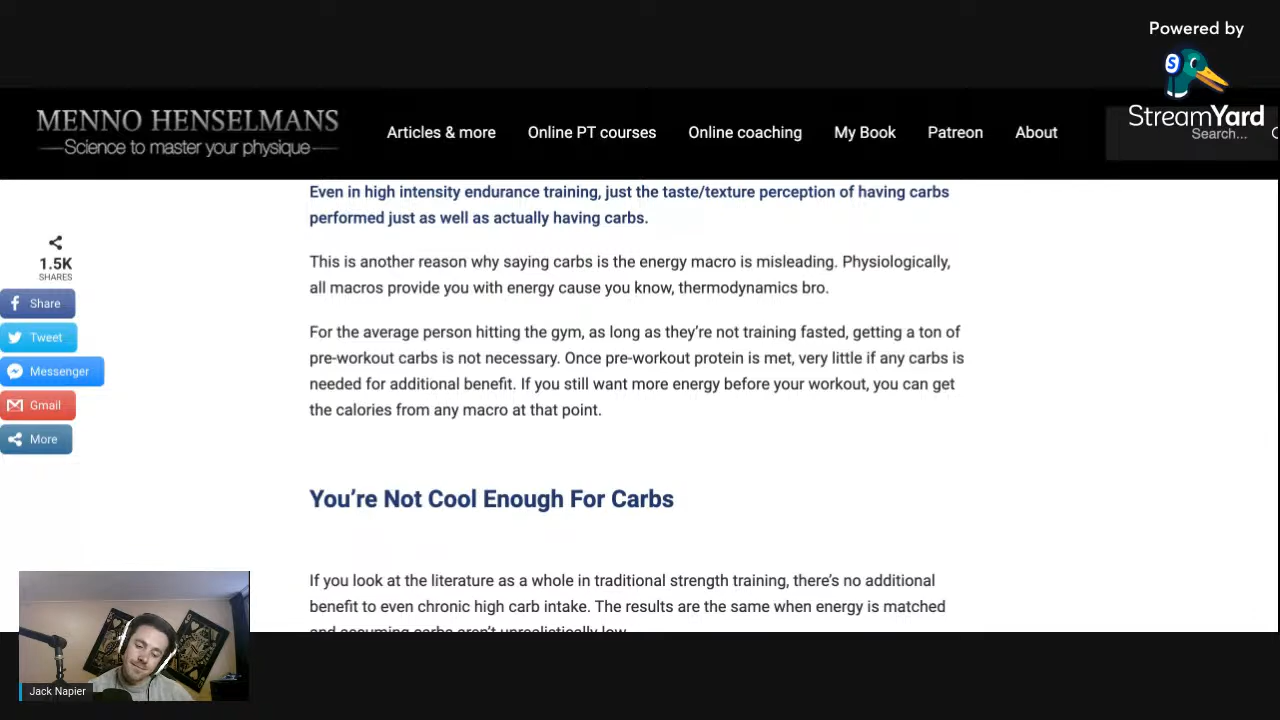 Powered by
S
StreamYard
MENNO HENSELMANS
Science to master your physique
Articles & more
Online PT courses
Online coaching
My Book
Patreon
About
Search...
Even in high intensity endurance training, just the taste/texture perception of having carbs
performed just as well as actually having carbs.
1.5K
SHARES
Share
Tweet
Messenger
Gmail
More
This is another reason why saying carbs is the energy macro is misleading. Physiologically,
all macros provide you with energy cause you know, thermodynamics bro.
For the average person hitting the gym, as long as they're not training fasted, getting a ton of
pre-workout carbs is not necessary. Once pre-workout protein is met, very little if any carbs is
needed for additional benefit. If you still want more energy before your workout, you can get
the calories from any macro at that point.
You're Not Cool Enough For Carbs
If you look at the literature as a whole in traditional strength training, there's no additional
benefit to even chronic high carb intake. The results are the same when energy is matched
and assuming carbs aren't unrealistically low.
Jack Napier